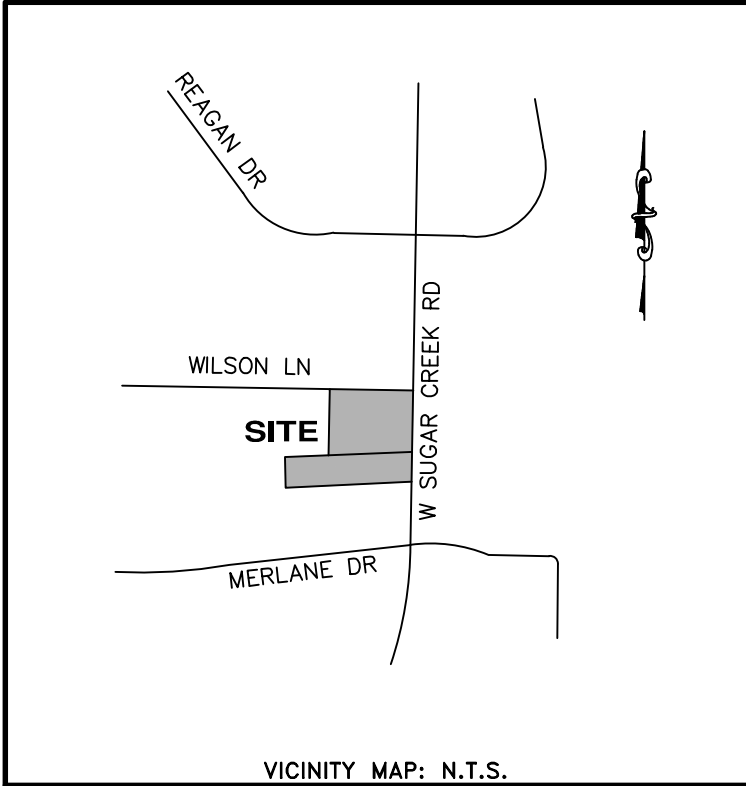 REAGAN DR
W SUGAR CREEK RD
WILSON LN
SITE
MERLANE DR
VICINITY MAP: N.T.S.